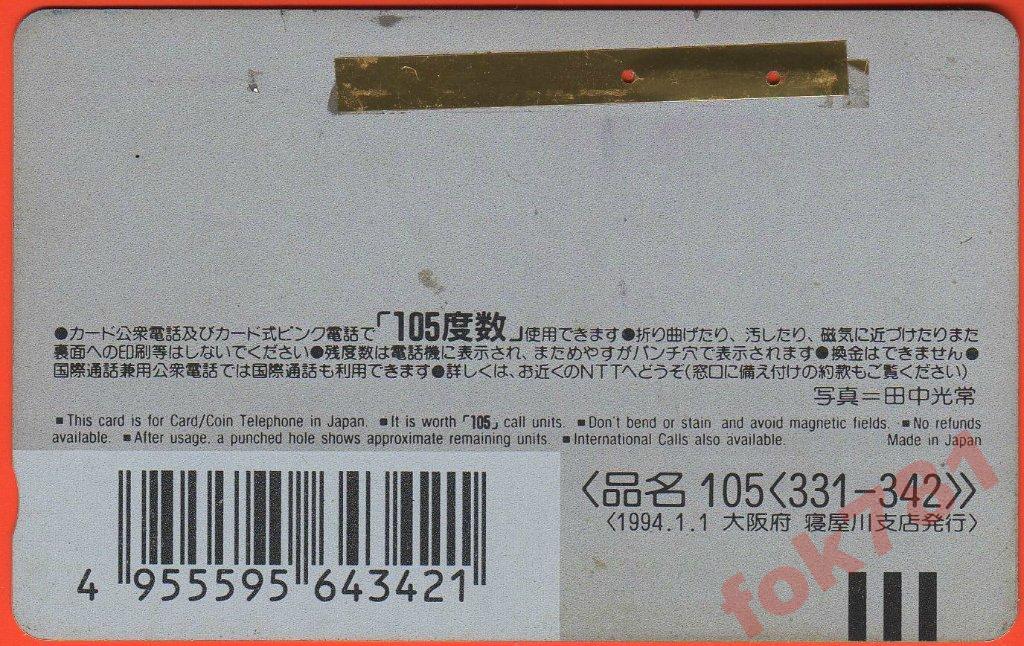 ●カード公衆電話及びカード式ピンク電話で「105度数」使用できます●折り曲げたり、汚したり、磁気に近づけたりまた
裏面への印刷等はしないでください●残度数は電話機に表示され、まためやすがパンチ穴で表示されます●換金はできません●
国際通話兼用公衆電話では国際通話も利用できます●詳しくは、お近くのNTTへどうぞ(窓口に備え付けの約款もご覧ください)
写真=田中光常
■This card is for Card/Coin Telephone in Japan. ■It is worth「105」call units. ■Don't bend or stain and avoid magnetic fields. ■No refunds
available. ■After usage, a punched hole shows approximate remaining units. ■International Calls also available. Made in Japan
〈品名 105〈331-342〉〉
〈1994.1.1 大阪府 寝屋川支店発行〉
4 955595 643421
fok781